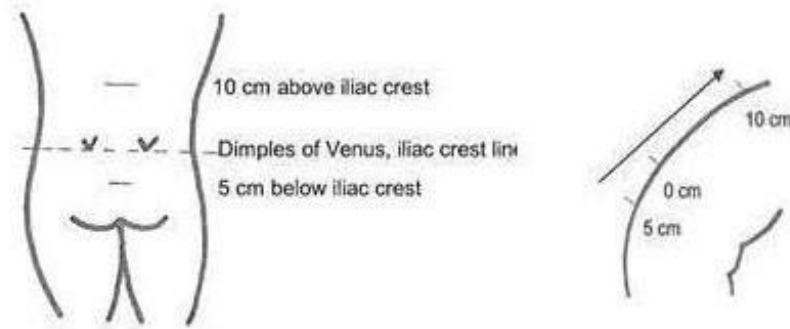 10 cm above iliac crest
Dimples of Venus, iliac crest line
5 cm below iliac crest
10 cm
0 cm
5 cm